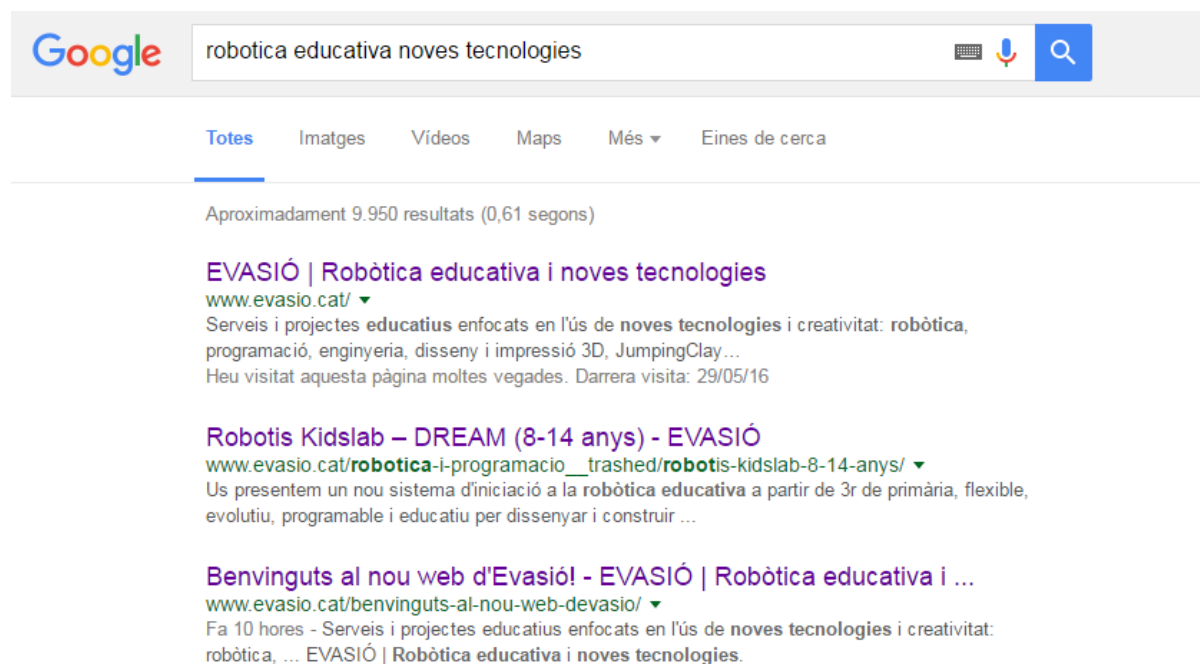 Google
robotica educativa noves tecnologies
Totes Imatges Vídeos Maps Més Eines de cerca
Aproximadament 9.950 resultats (0,61 segons)
EVASIÓ | Robòtica educativa i noves tecnologies
www.evasio.cat/
Serveis i projectes educatius enfocats en l'ús de noves tecnologies i creativitat: robòtica,
programació, enginyeria, disseny i impressió 3D, JumpingClay…
Heu visitat aquesta pàgina moltes vegades. Darrera visita: 29/05/16
Robotis Kidslab – DREAM (8-14 anys) - EVASIÓ
www.evasio.cat/robotica-i-programacio__trashed/robotis-kidslab-8-14-anys/
Us presentem un nou sistema d'iniciació a la robòtica educativa a partir de 3r de primària, flexible,
evolutiu, programable i educatiu per dissenyar i construir ...
Benvinguts al nou web d'Evasió! - EVASIÓ | Robòtica educativa i ...
www.evasio.cat/benvinguts-al-nou-web-devasio/
Fa 10 hores - Serveis i projectes educatius enfocats en l'ús de noves tecnologies i creativitat:
robòtica, ... EVASIÓ | Robòtica educativa i noves tecnologies.